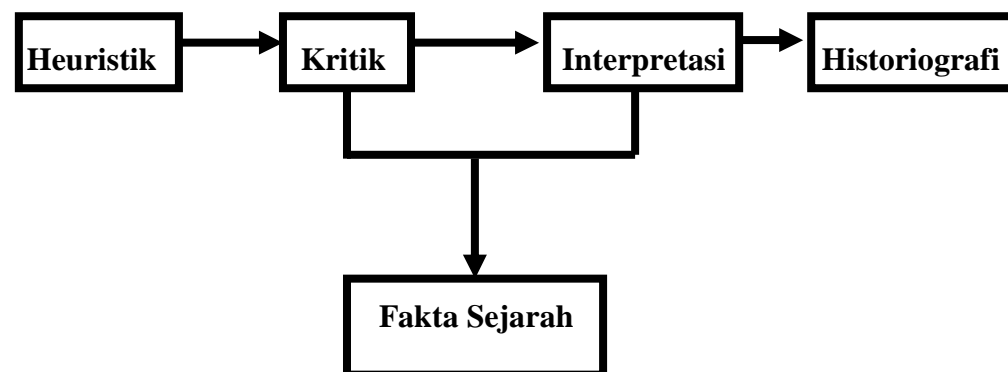 Heuristik
Kritik
Interpretasi
Historiografi
Fakta Sejarah